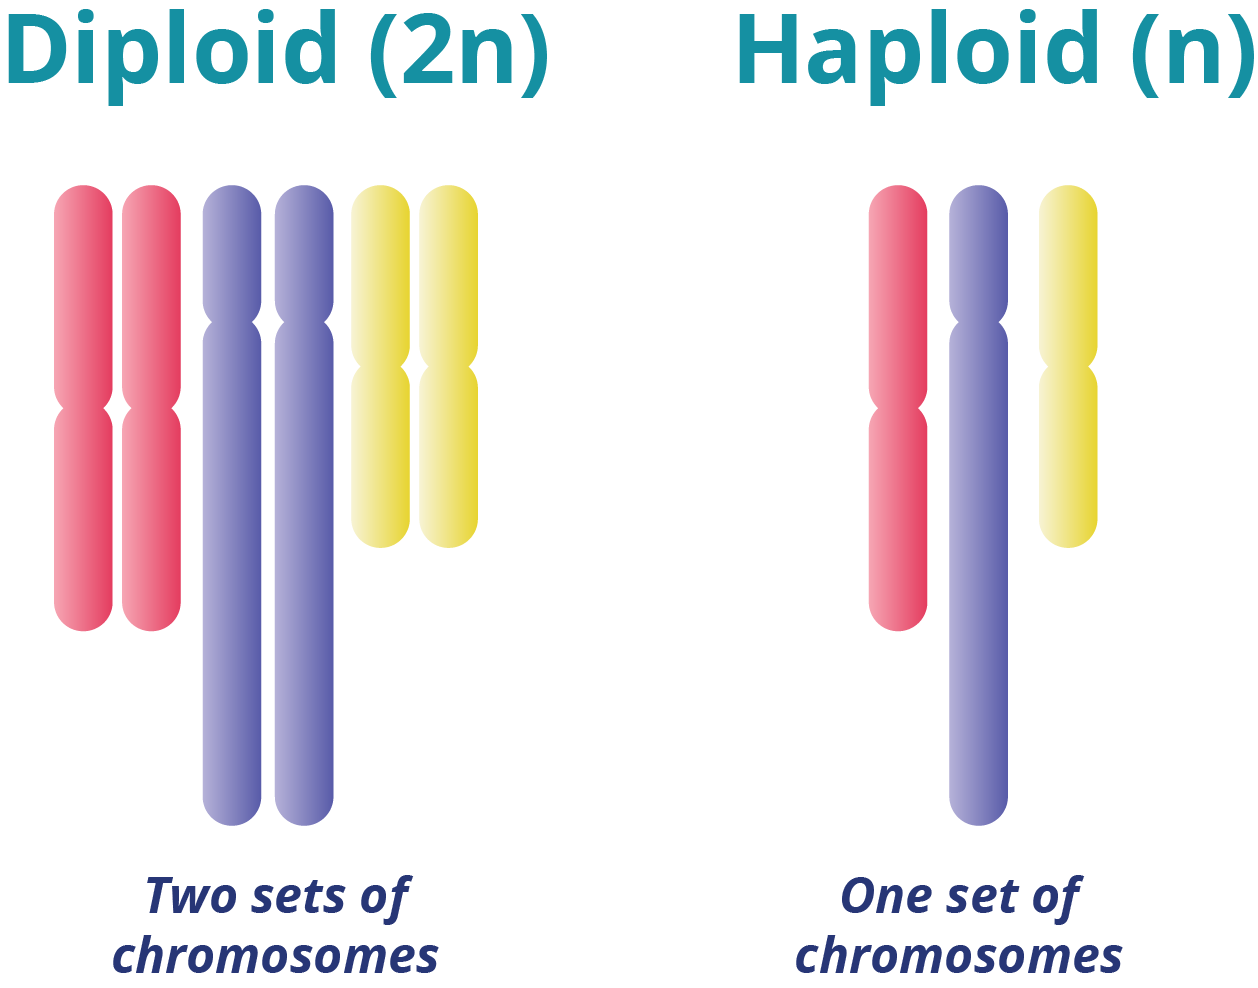 Diploid (2n)
Haploid (n)
Two sets of
chromosomes
One set of
chromosomes